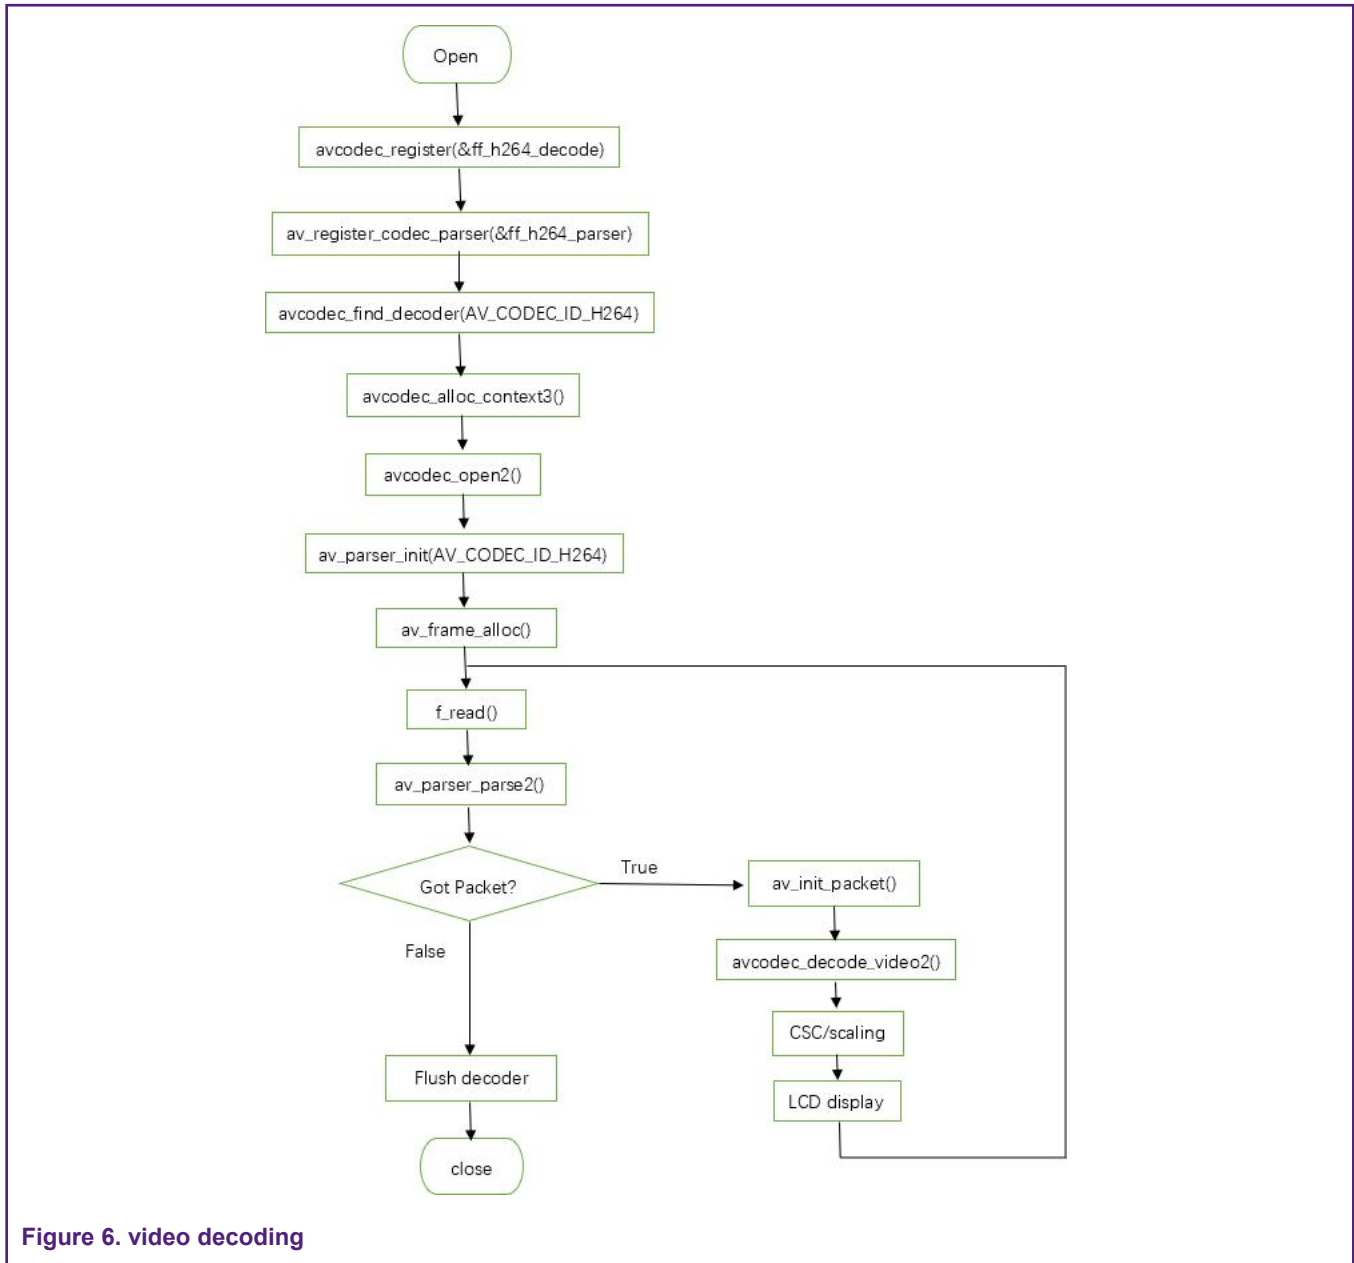 Open
avcodec_register(&ff_h264_decode)
av_register_codec_parser(&ff_h264_parser)
avcodec_find_decoder(AV_CODEC_ID_H264)
avcodec_alloc_context3()
avcodec_open2()
av_parser_init(AV_CODEC_ID_H264)
av_frame_alloc()
f_read()
av_parser_parse2()
Got Packet?
True
av_init_packet()
avcodec_decode_video2()
CSC/scaling
LCD display
False
Flush decoder
close
Figure 6. video decoding